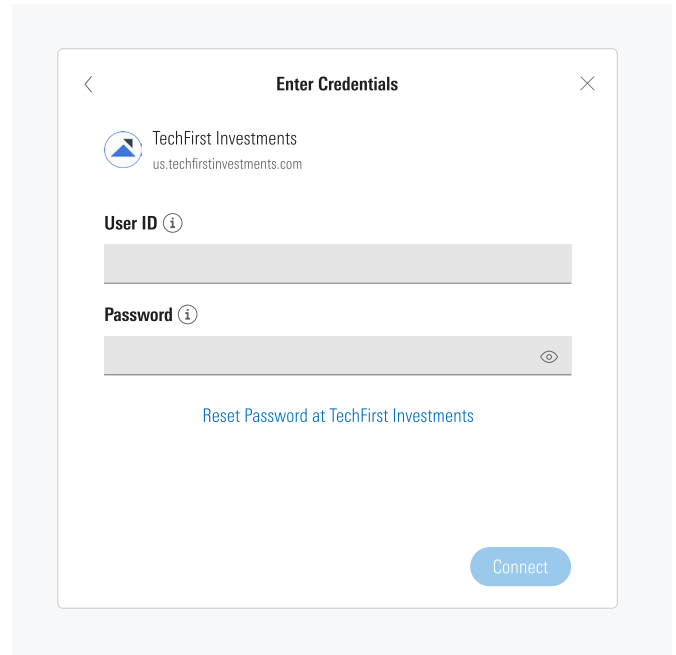 Enter Credentials
TechFirst Investments
us.techfirstinvestments.com
User ID
Password
Reset Password at TechFirst Investments
Connect